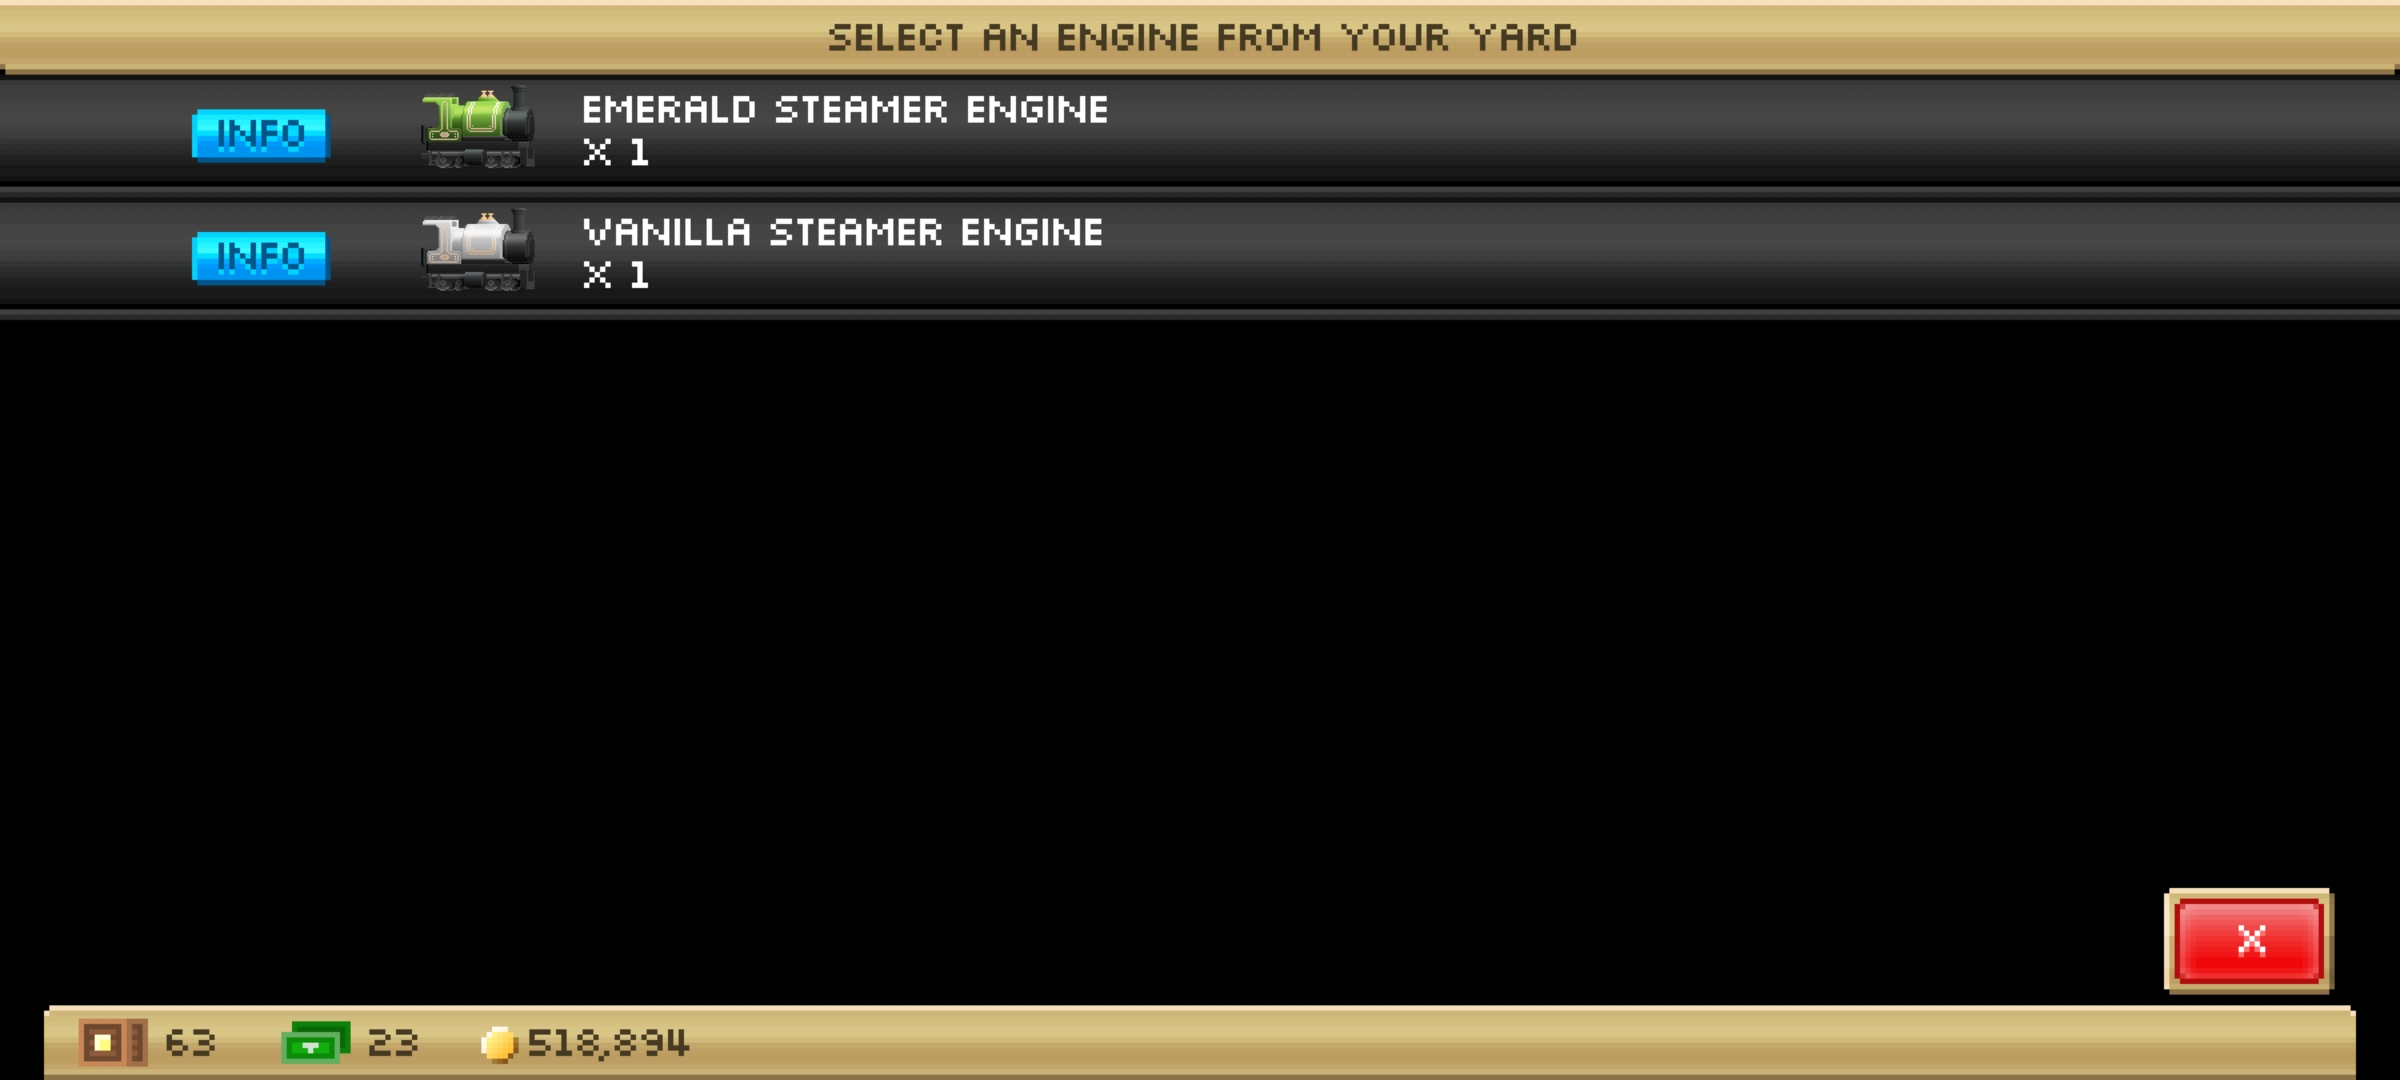 SELECT AN ENGINE FROM YOUR YARD
INFO
EMERALD STEAMER ENGINE
X 1
INFO
VANILLA STEAMER ENGINE
X 1
X
63
23
518,894